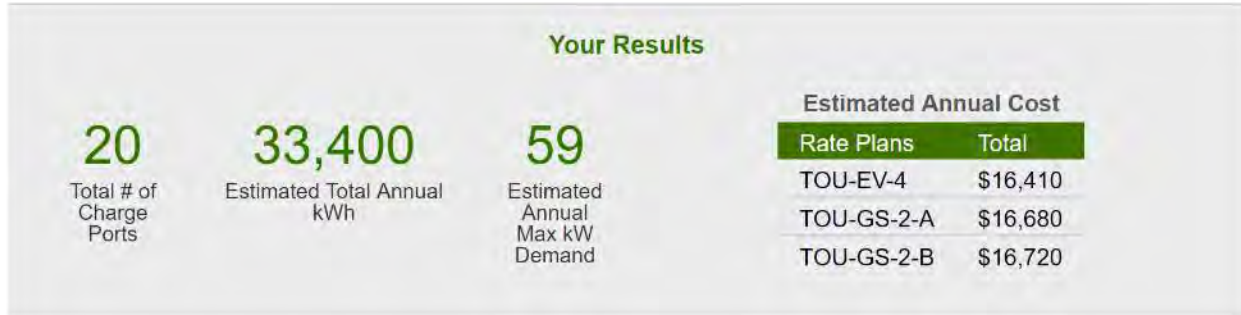 Your Results
20
Total # of
Charge
Ports
33,400
Estimated Total Annual
kWh
59
Estimated
Annual
Max kW
Demand
Estimated Annual Cost
Rate Plans Total
TOU-EV-4 $16,410
TOU-GS-2-A $16,680
TOU-GS-2-B $16,720